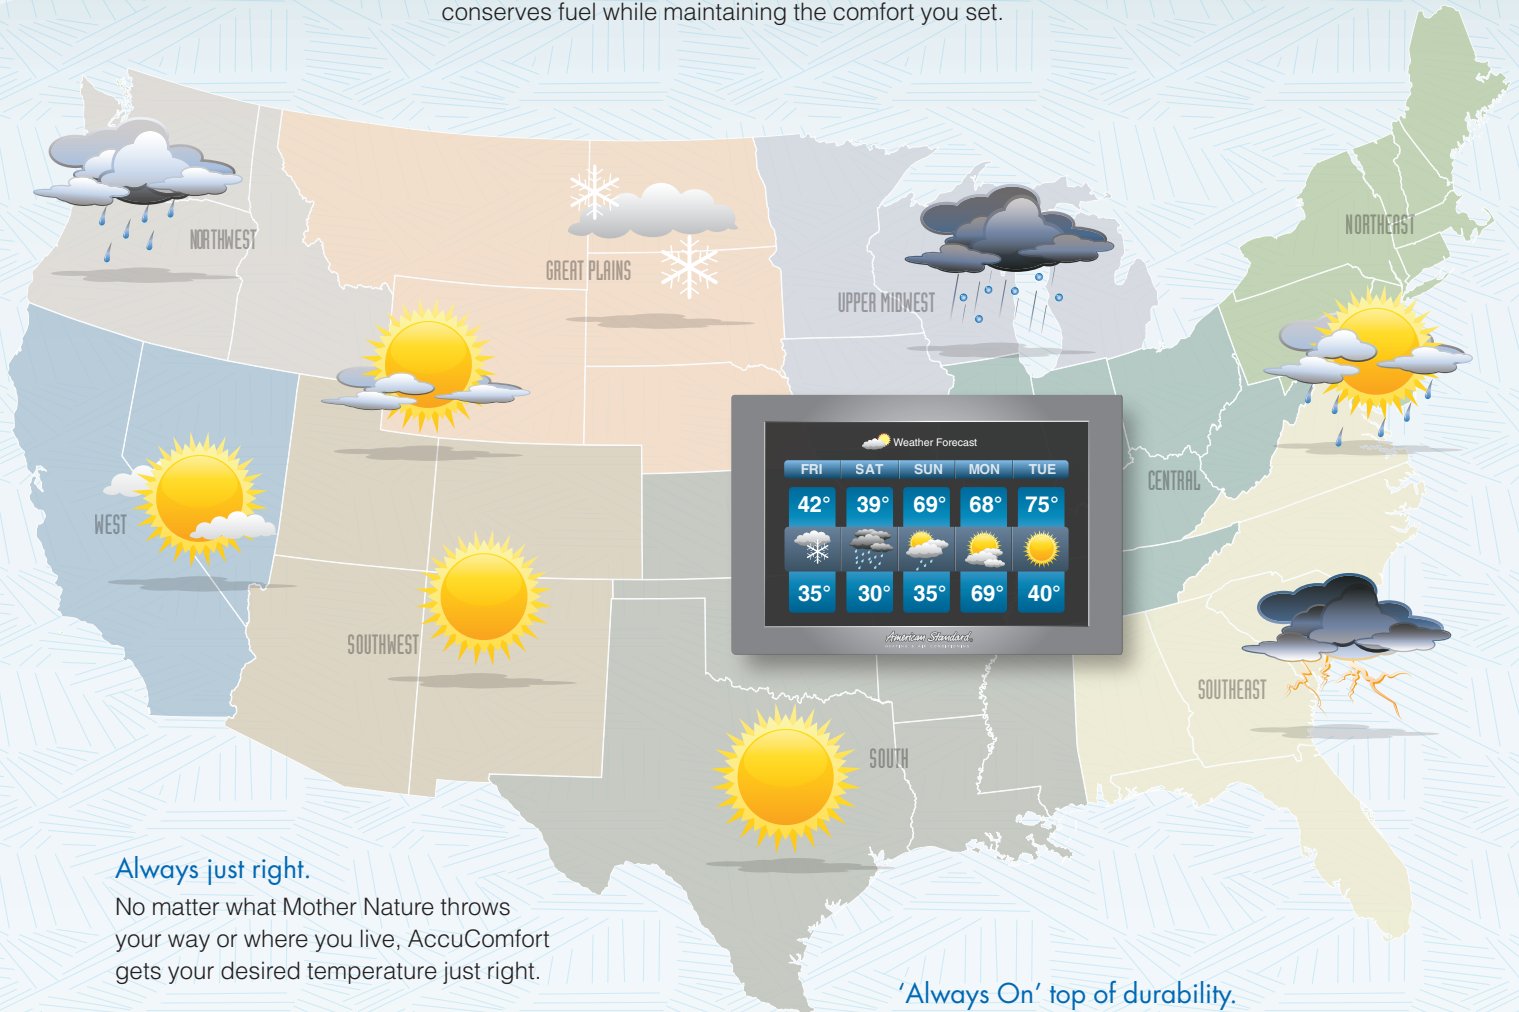 conserves fuel while maintaining the comfort you set.
NORTHWEST
GREAT PLAINS
UPPER MIDWEST
NORTHEAST
WEST
SOUTHWEST
CENTRAL
SOUTHEAST
SOUTH
Weather Forecast
FRI SAT SUN MON TUE
42° 39° 69° 68° 75°
35° 30° 35° 69° 40°
American Standard
HEATING & AIR CONDITIONING
Always just right.
No matter what Mother Nature throws
your way or where you live, AccuComfort
gets your desired temperature just right.
‘Always On’ top of durability.